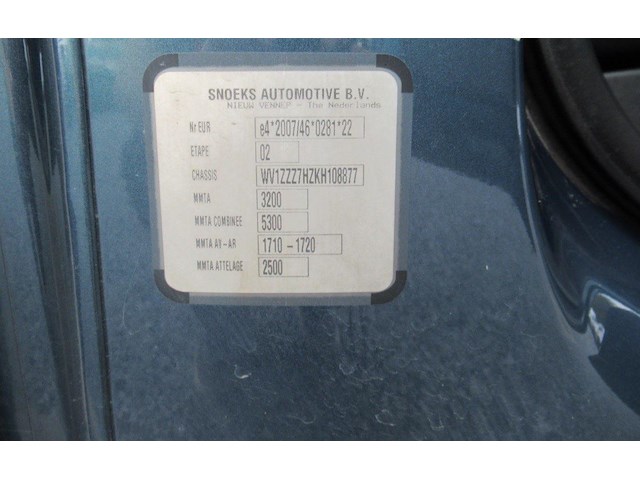 SNOEKS AUTOMOTIVE B.V.
NIEUW VENNEP - The Nederlands
Nr EUR e4*2007/46*0281*22
ETAPE 02
CHASSIS WV1ZZZ7HZKH108877
MMTA 3200
MMTA COMBINEE 5300
MMTA AV-AR 1710-1720
MMTA ATTELAGE 2500